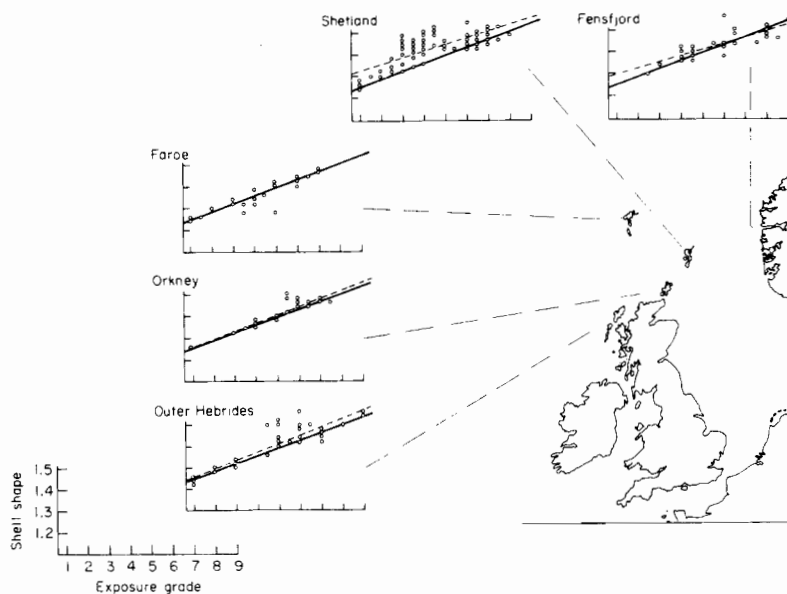 Shetland
Fensfjord
Faroe
Orkney
Outer Hebrides
Shell shape
1.5
1.4
1.3
1.2
1 2 3 4 5 6 7 8 9
Exposure grade